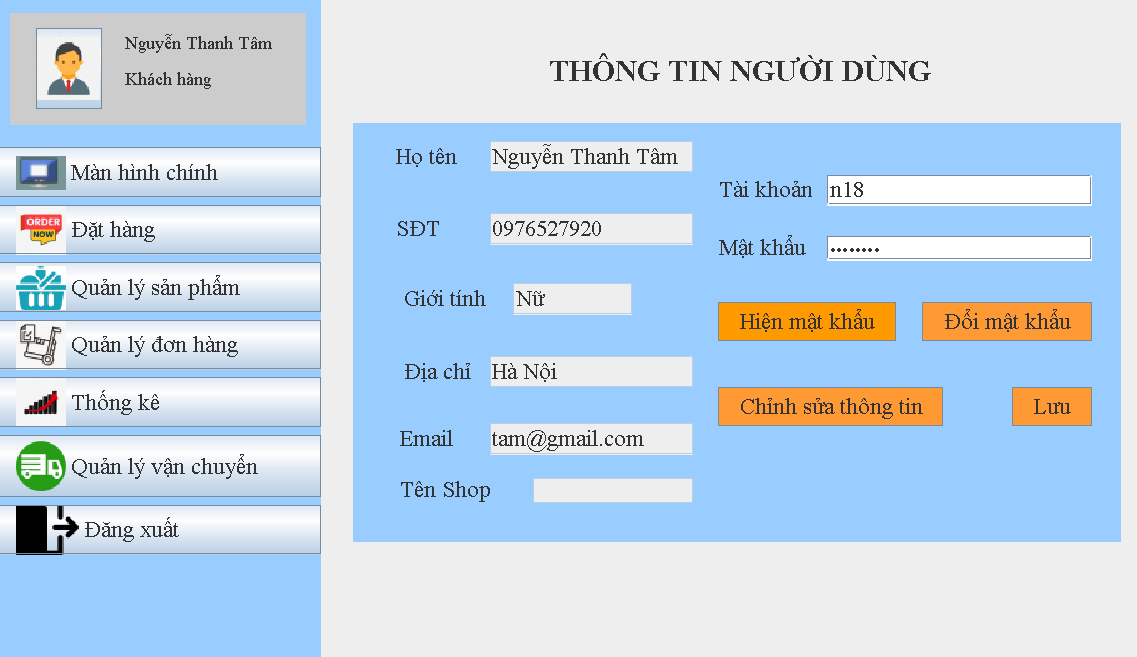 Nguyễn Thanh Tâm
Khách hàng
Màn hình chính
ORDER
NOW
Đặt hàng
Quản lý sản phẩm
Quản lý đơn hàng
Thống kê
Quản lý vận chuyển
Đăng xuất
THÔNG TIN NGƯỜI DÙNG
Họ tên Nguyễn Thanh Tâm
SĐT 0976527920
Giới tính Nữ
Địa chỉ Hà Nội
Email tam@gmail.com
Tên Shop
Tài khoản n18
Mật khẩu ••••••••
Hiện mật khẩu Đổi mật khẩu
Chỉnh sửa thông tin Lưu